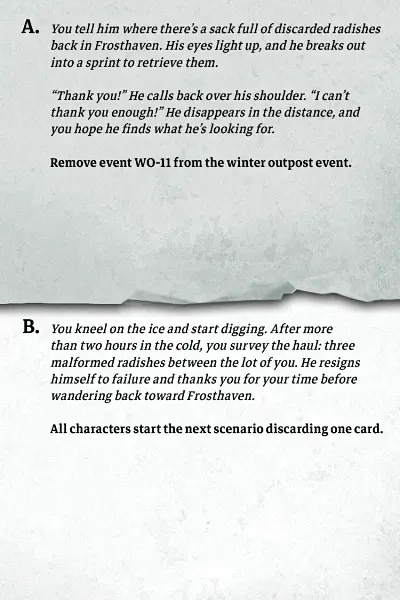 A. You tell him where there's a sack full of discarded radishes
back in Frosthaven. His eyes light up, and he breaks out
into a sprint to retrieve them.
“Thank you!” He calls back over his shoulder. “I can't
thank you enough!” He disappears in the distance, and
you hope he finds what he's looking for.
Remove event WO-11 from the winter outpost event.
B. You kneel on the ice and start digging. After more
than two hours in the cold, you survey the haul: three
malformed radishes between the lot of you. He resigns
himself to failure and thanks you for your time before
wandering back toward Frosthaven.
All characters start the next scenario discarding one card.